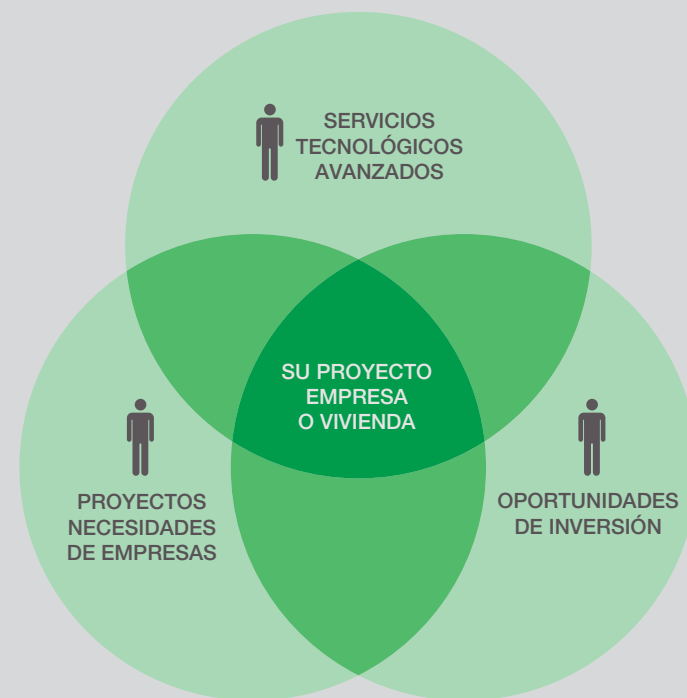 SERVICIOS
TECNOLÓGICOS
AVANZADOS
SU PROYECTO
EMPRESA
O VIVIENDA
PROYECTOS
NECESIDADES
DE EMPRESAS
OPORTUNIDADES
DE INVERSIÓN